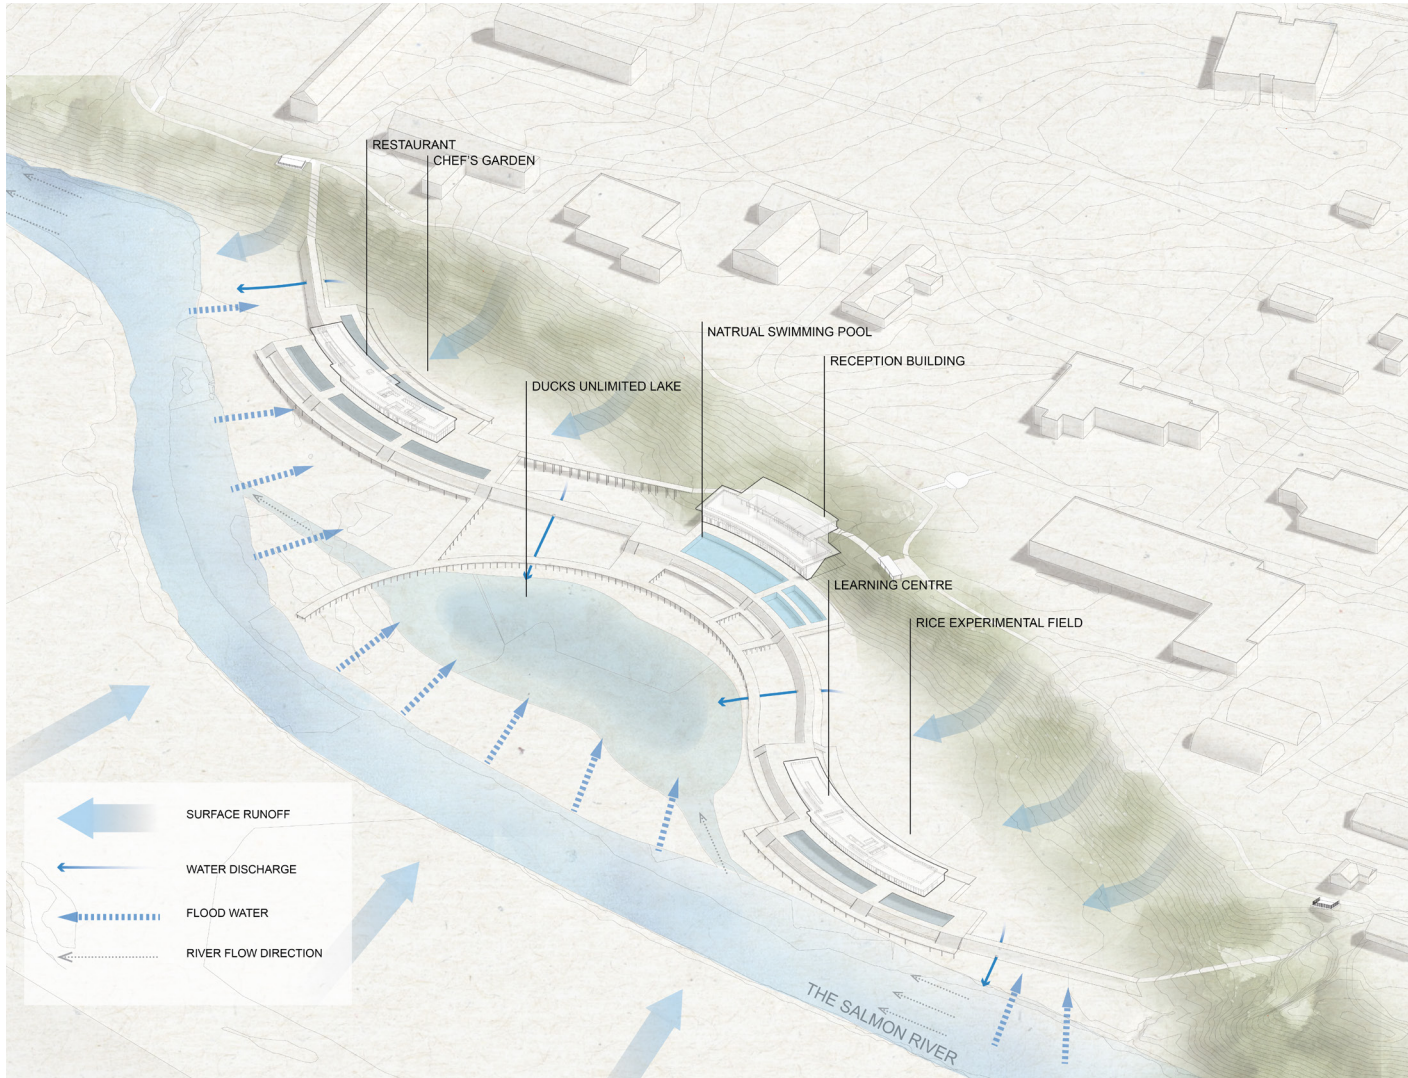 RESTAURANT
CHEF'S GARDEN
NATRUAL SWIMMING POOL
RECEPTION BUILDING
DUCKS UNLIMITED LAKE
LEARNING CENTRE
RICE EXPERIMENTAL FIELD
SURFACE RUNOFF
WATER DISCHARGE
FLOOD WATER
RIVER FLOW DIRECTION
THE SALMON RIVER